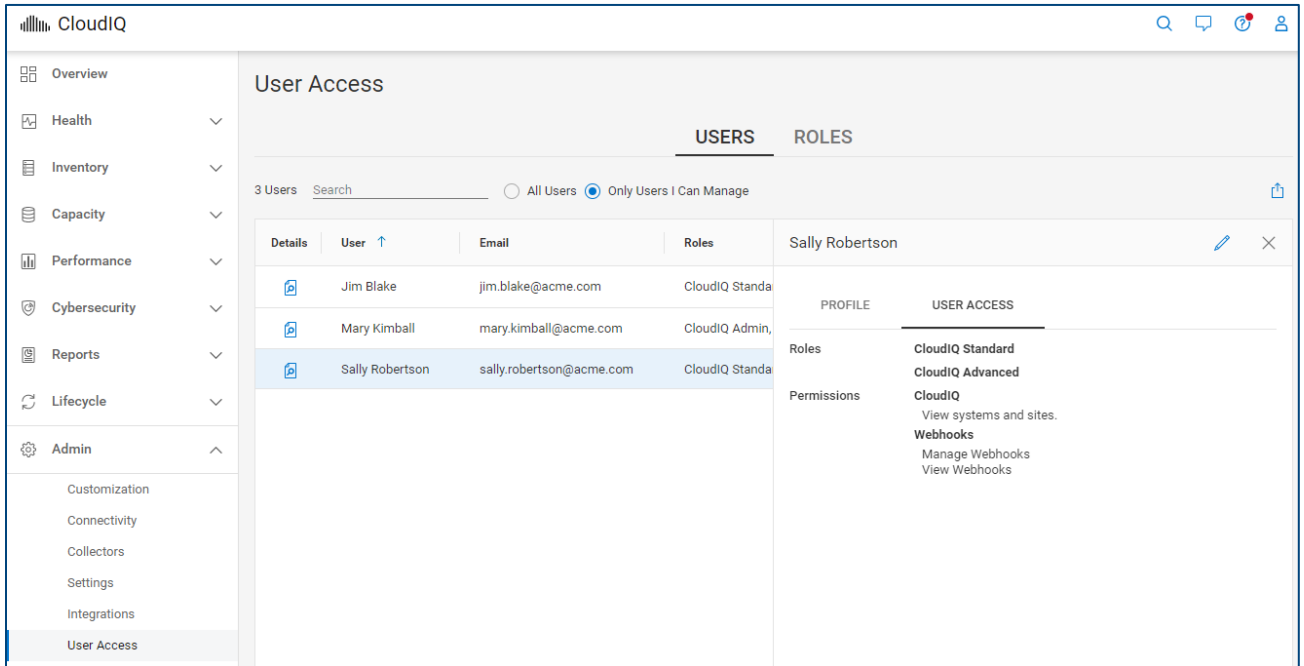 CloudIQ
Overview
Health
Inventory
Capacity
Performance
Cybersecurity
Reports
Lifecycle
Admin
Customization
Connectivity
Collectors
Settings
Integrations
User Access
User Access
USERS ROLES
3 Users Search All Users Only Users I Can Manage
Details User Email Roles
Jim Blake jim.blake@acme.com CloudIQ Standa
Mary Kimball mary.kimball@acme.com CloudIQ Admin,
Sally Robertson sally.robertson@acme.com CloudIQ Standa
Sally Robertson
PROFILE USER ACCESS
Roles CloudIQ Standard
CloudIQ Advanced
Permissions CloudIQ
View systems and sites.
Webhooks
Manage Webhooks
View Webhooks